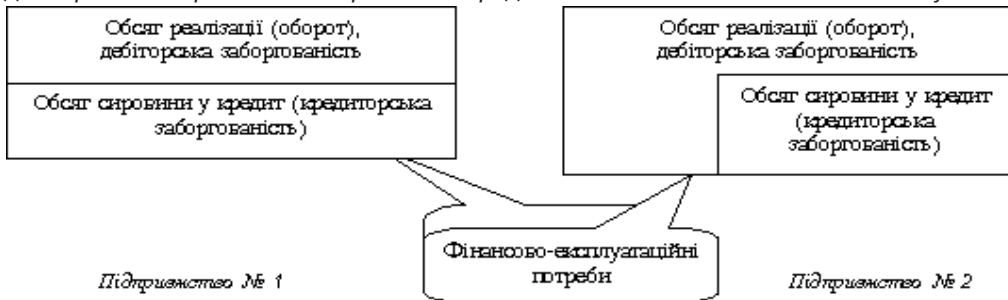 Обсяг реалізації (оборот),
дебіторська заборгованість
Обсяг сировини у кредит (кредиторська
заборгованість)
Обсяг реалізації (оборот),
дебіторська заборгованість
Обсяг сировини у кредит
(кредиторська
заборгованість)
Фінансово-експлуатаційні
потреби
Підприємство № 1
Підприємство № 2